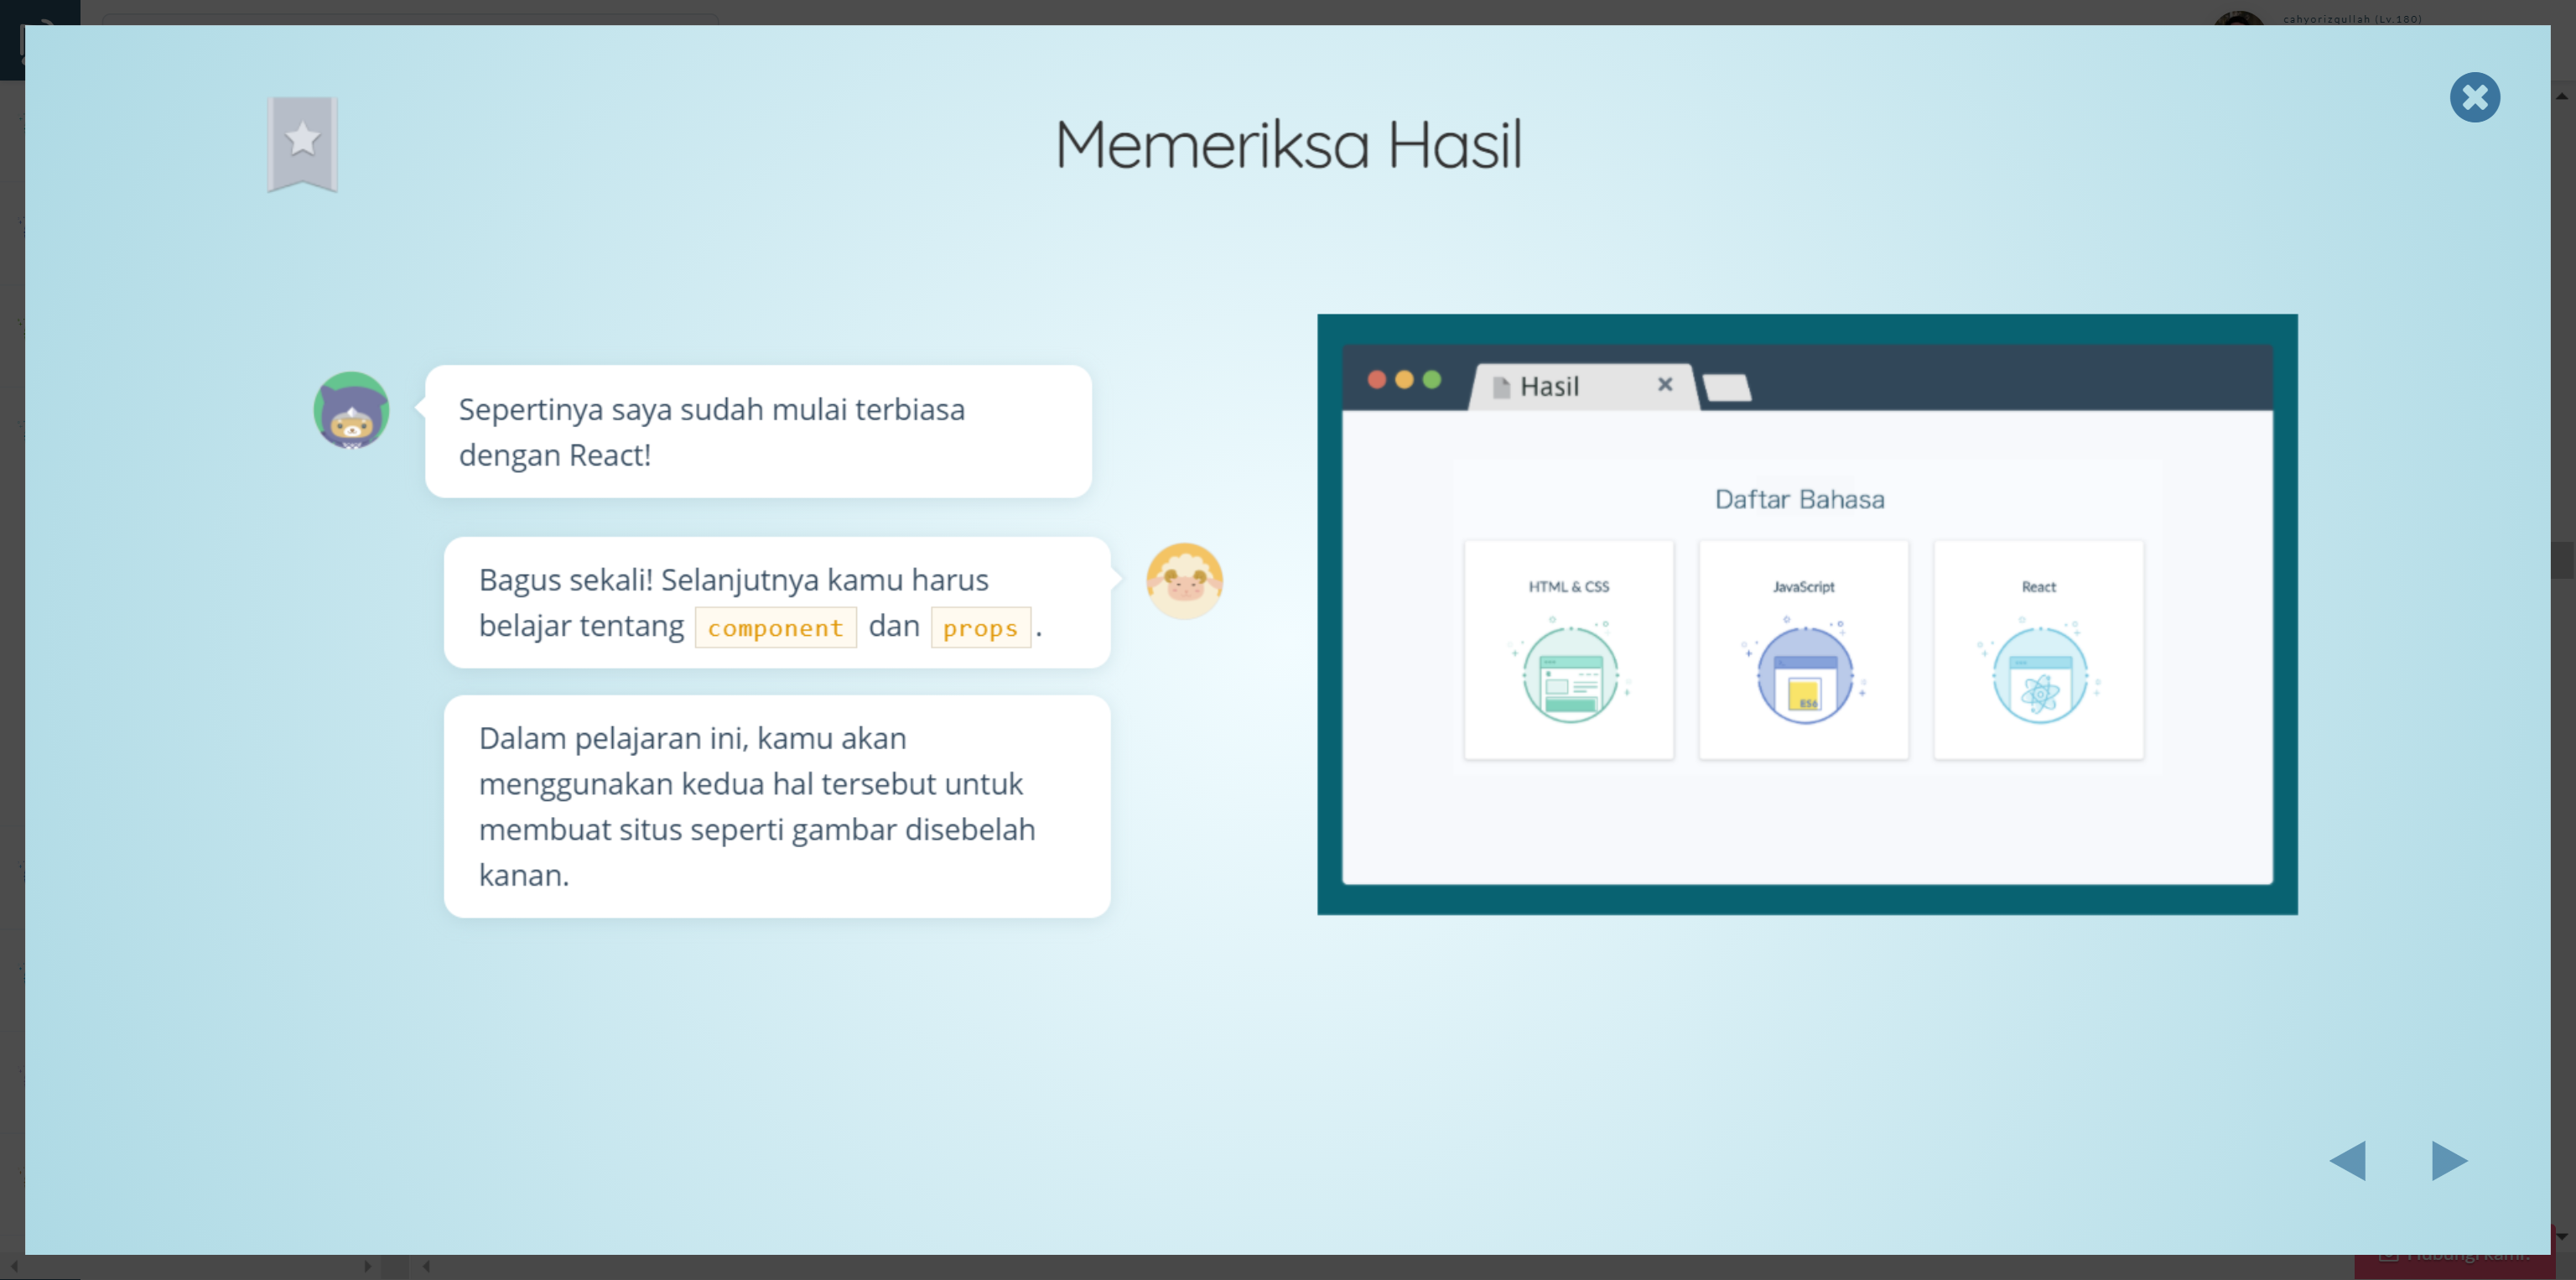 cahyorizqullah (Lv.180)
Memeriksa Hasil
Sepertinya saya sudah mulai terbiasa
dengan React!
Bagus sekali! Selanjutnya kamu harus
belajar tentang component dan props .
Dalam pelajaran ini, kamu akan
menggunakan kedua hal tersebut untuk
membuat situs seperti gambar disebelah
kanan.
Hasil
Daftar Bahasa
HTML & CSS
JavaScript
React
ES6
Hubungi kami!